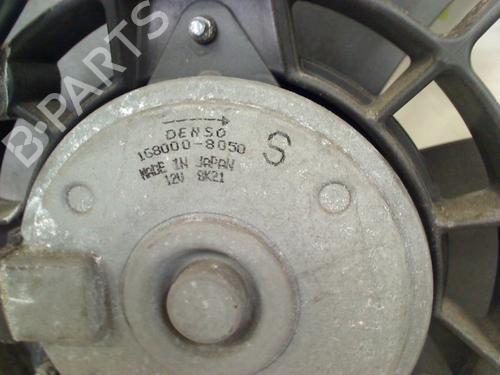 B-PARTS
DENSO
168000-8050
S
MADE IN JAPAN
12V 8K21